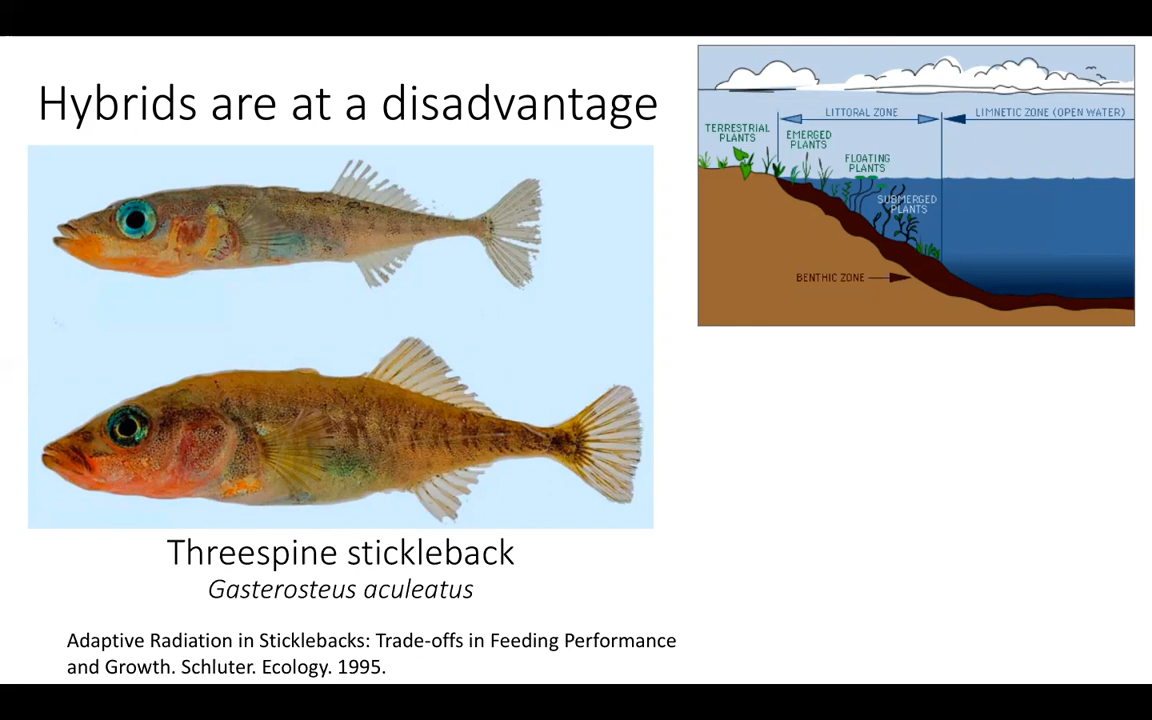 Hybrids are at a disadvantage
TERRESTRIAL
PLANTS
LITTORAL ZONE
LIMNETIC ZONE (OPEN WATER)
EMERGED
PLANTS
FLOATING
PLANTS
SUBMERGED
PLANTS
BENTHIC ZONE
Threespine stickleback
Gasterosteus aculeatus
Adaptive Radiation in Sticklebacks: Trade-offs in Feeding Performance
and Growth. Schluter. Ecology. 1995.